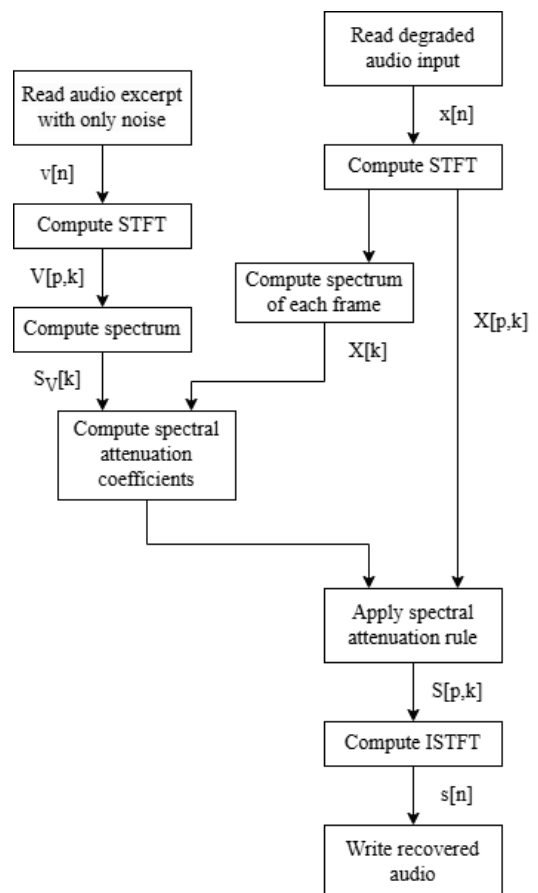 Read degraded
audio input
Read audio excerpt
with only noise
x[n]
v[n]
Compute STFT
Compute STFT
V[p,k]
Compute spectrum
of each frame
X[p,k]
Compute spectrum
X[k]
S_V[k]
Compute spectral
attenuation
coefficients
Apply spectral
attenuation rule
S[p,k]
Compute ISTFT
s[n]
Write recovered
audio